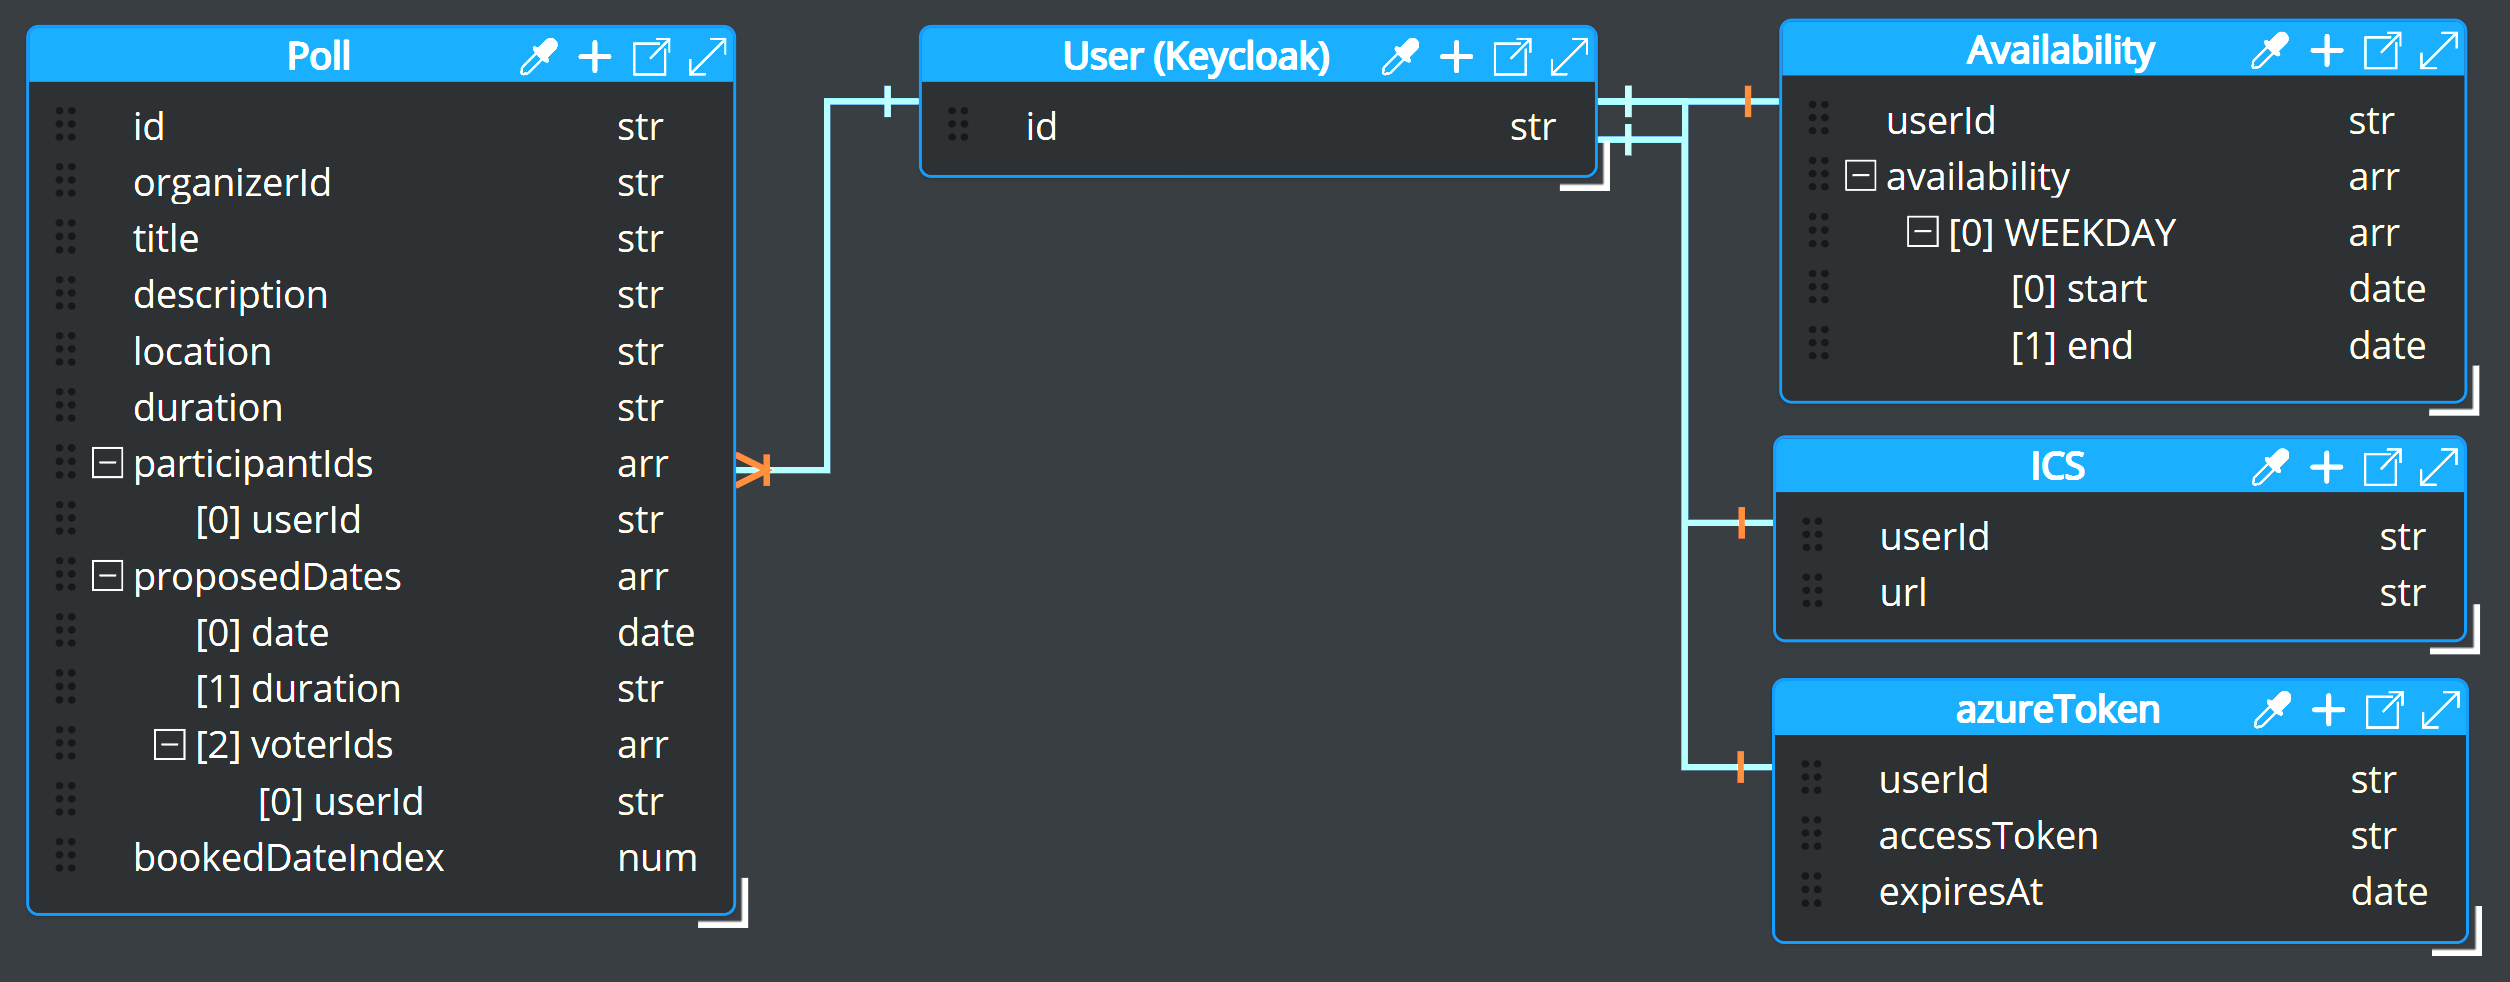 Poll
id str
organizerId str
title str
description str
location str
duration str
participantIds arr
[0] userId str
proposedDates arr
[0] date date
[1] duration str
[2] voterIds arr
[0] userId str
bookedDateIndex num
User (Keycloak)
id str
Availability
userId str
availability arr
[0] WEEKDAY arr
[0] start date
[1] end date
ICS
userId str
url str
azureToken
userId str
accessToken str
expiresAt date